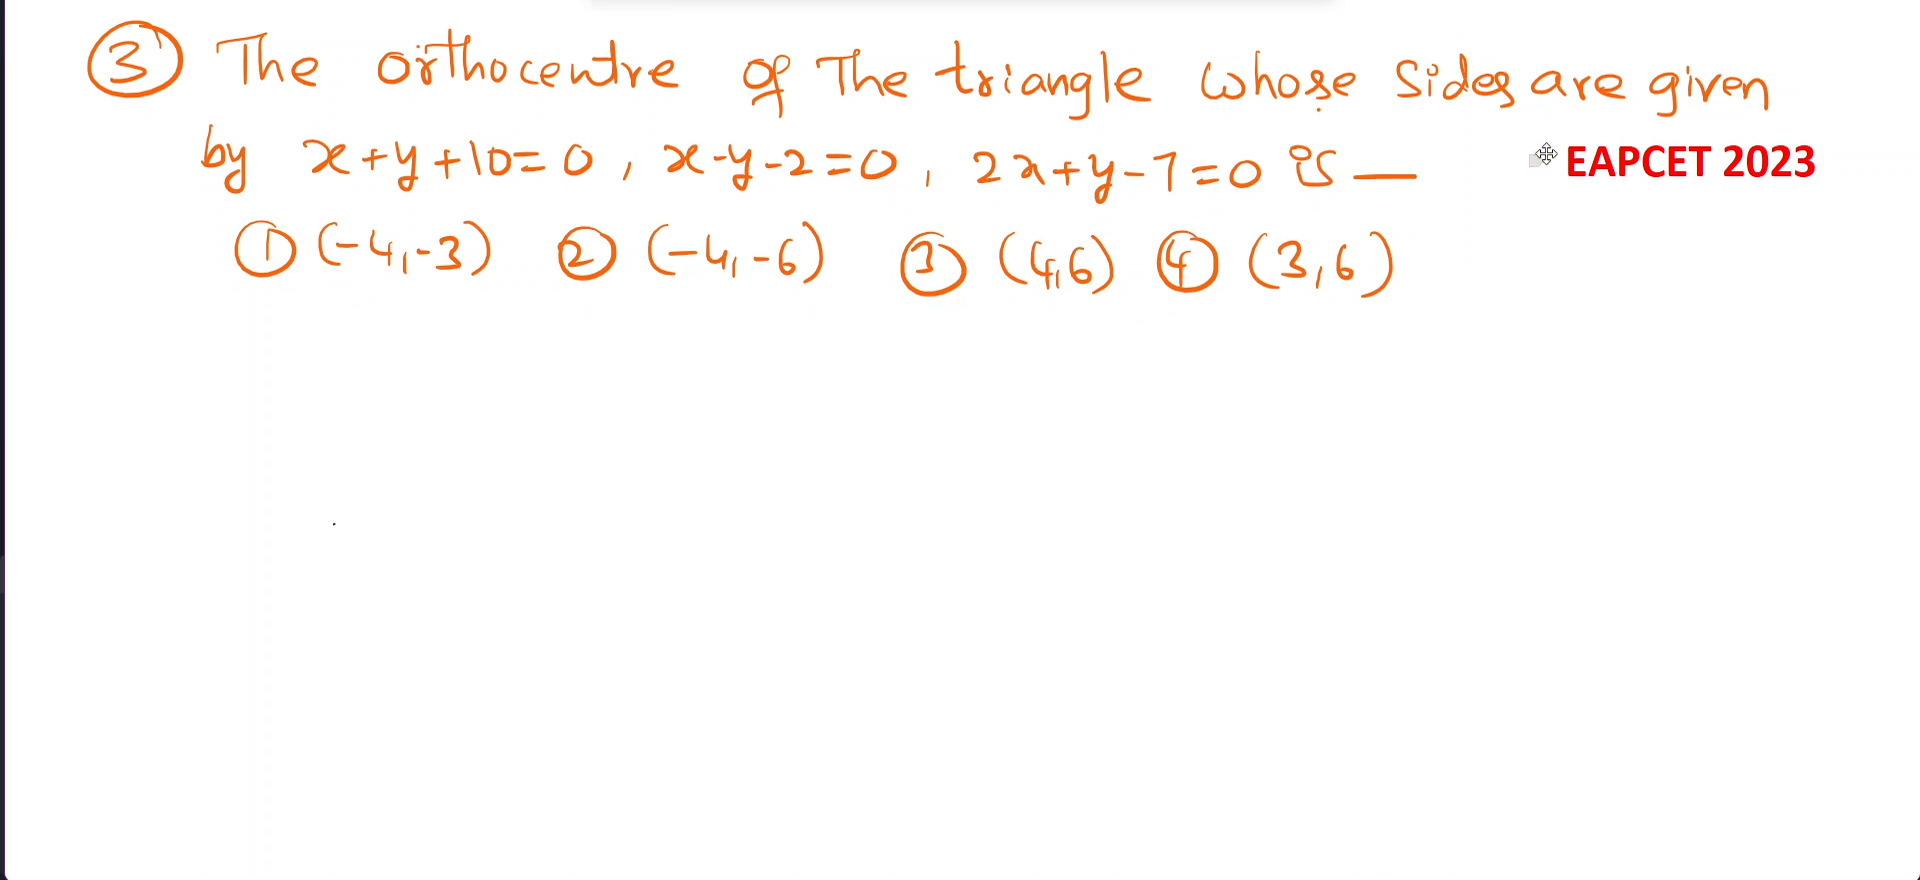 ③ The orthocentre of The triangle whose sides are given
by x+y+10=0, x-y-2=0, 2x+y-7=0 is —
EAPCET 2023
① (-4,-3) ② (-4,-6) ③ (4,6) ④ (3,6)